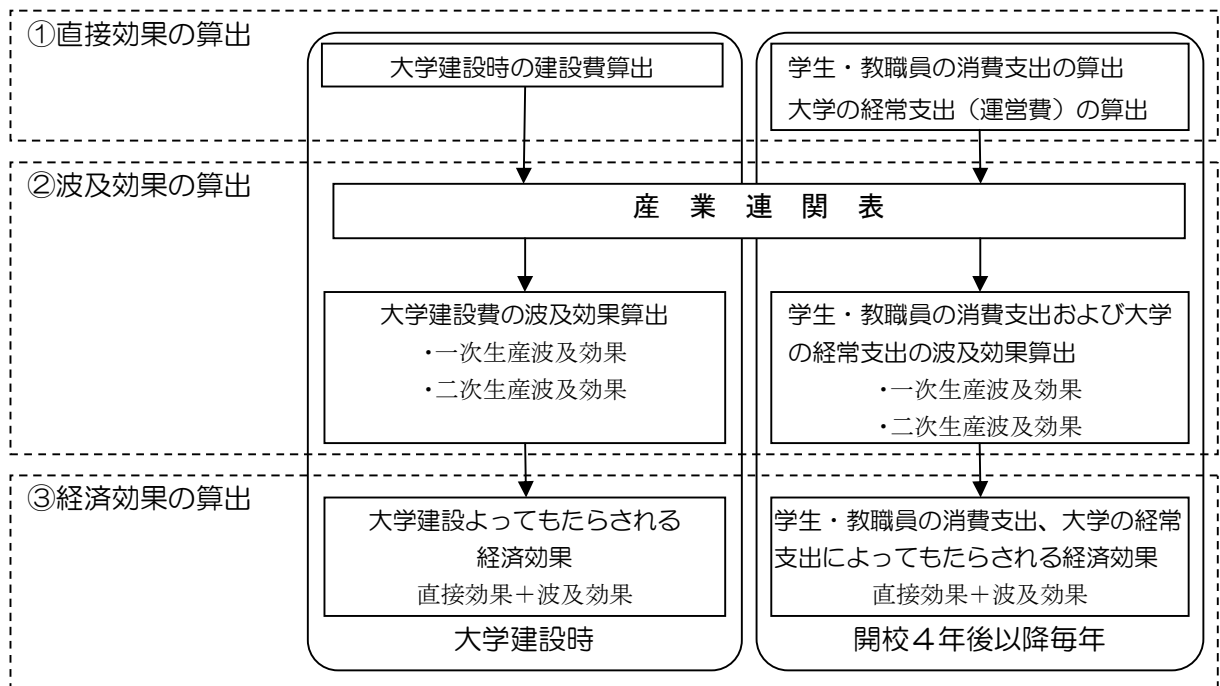 ①直接効果の算出
大学建設時の建設費算出
学生・教職員の消費支出の算出
大学の経常支出（運営費）の算出
②波及効果の算出
産業連関表
大学建設費の波及効果算出
・一次生産波及効果
・二次生産波及効果
学生・教職員の消費支出および大学
の経常支出の波及効果算出
・一次生産波及効果
・二次生産波及効果
③経済効果の算出
大学建設よってもたらされる
経済効果
直接効果＋波及効果
学生・教職員の消費支出、大学の経常
支出によってもたらされる経済効果
直接効果＋波及効果
大学建設時
開校４年後以降毎年